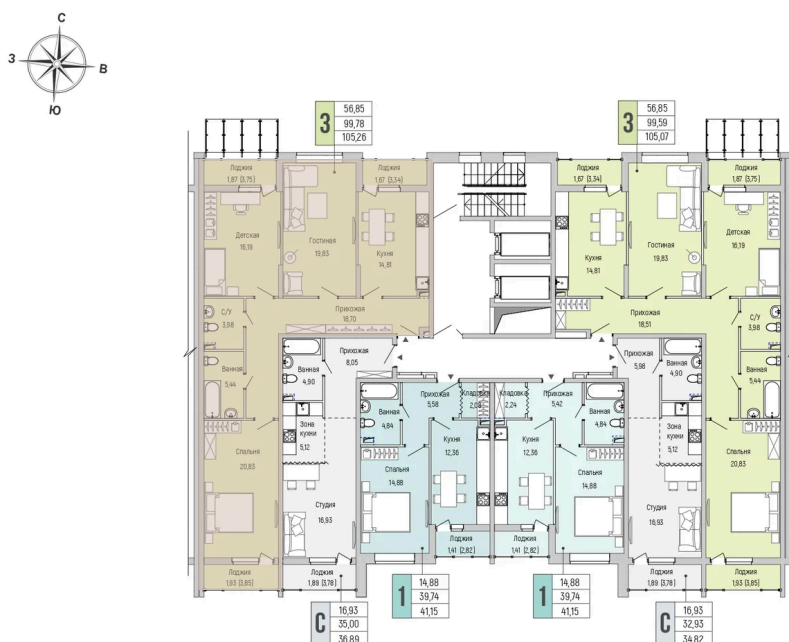 С
З
В
Ю
3
56,85
99,78
105,26
3
56,85
99,59
105,07
Лоджия
1,87 (3,75)
Лоджия
1,67 (3,34)
Лоджия
1,67 (3,34)
Лоджия
1,87 (3,75)
Детская
16,19
Гостиная
19,83
Кухня
14,81
Кухня
14,81
Гостиная
19,83
Детская
16,19
С/У
3,98
Прихожая
18,70
Прихожая
18,51
С/У
3,98
Ванная
5,44
Ванная
4,90
Прихожая
8,05
Прихожая
5,98
Ванная
4,90
Ванная
5,44
Ванная
4,84
Прихожая
5,58
Кладовка
Кладовка
2,24
Прихожая
5,42
Ванная
4,84
Зона
кухни
5,12
Кухня
12,36
Кухня
12,36
Зона
кухни
5,12
Спальня
20,83
Спальня
14,88
Спальня
14,88
Спальня
20,83
Студия
16,93
Студия
16,93
Лоджия
1,41 (2,82)
Лоджия
1,41 (2,82)
Лоджия
1,93 (3,85)
Лоджия
1,89 (3,78)
Лоджия
1,89 (3,78)
Лоджия
1,93 (3,85)
С
16,93
35,00
36,89
1
14,88
39,74
41,15
1
14,88
39,74
41,15
С
16,93
32,93
34,82